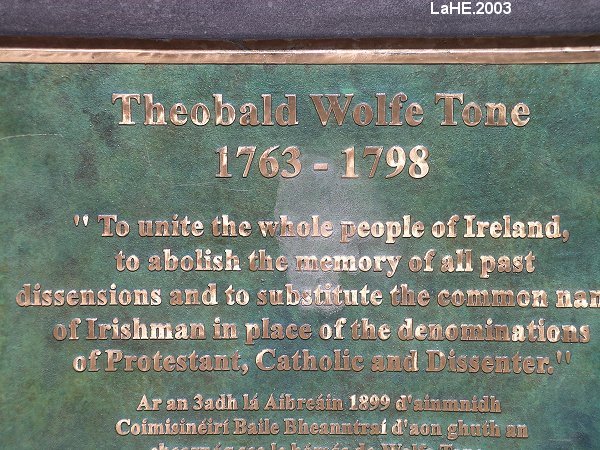 LaHE.2003
Theobald Wolfe Tone
1763 - 1798
" To unite the whole people of Ireland,
to abolish the memory of all past
dissensions and to substitute the common nam
of Irishman in place of the denominations
of Protestant, Catholic and Dissenter."
Ar an 3adh lá Aibreáin 1899 d'ainmnidh
Coimisinéirí Baile Bheanntraí d'aon ghuth an